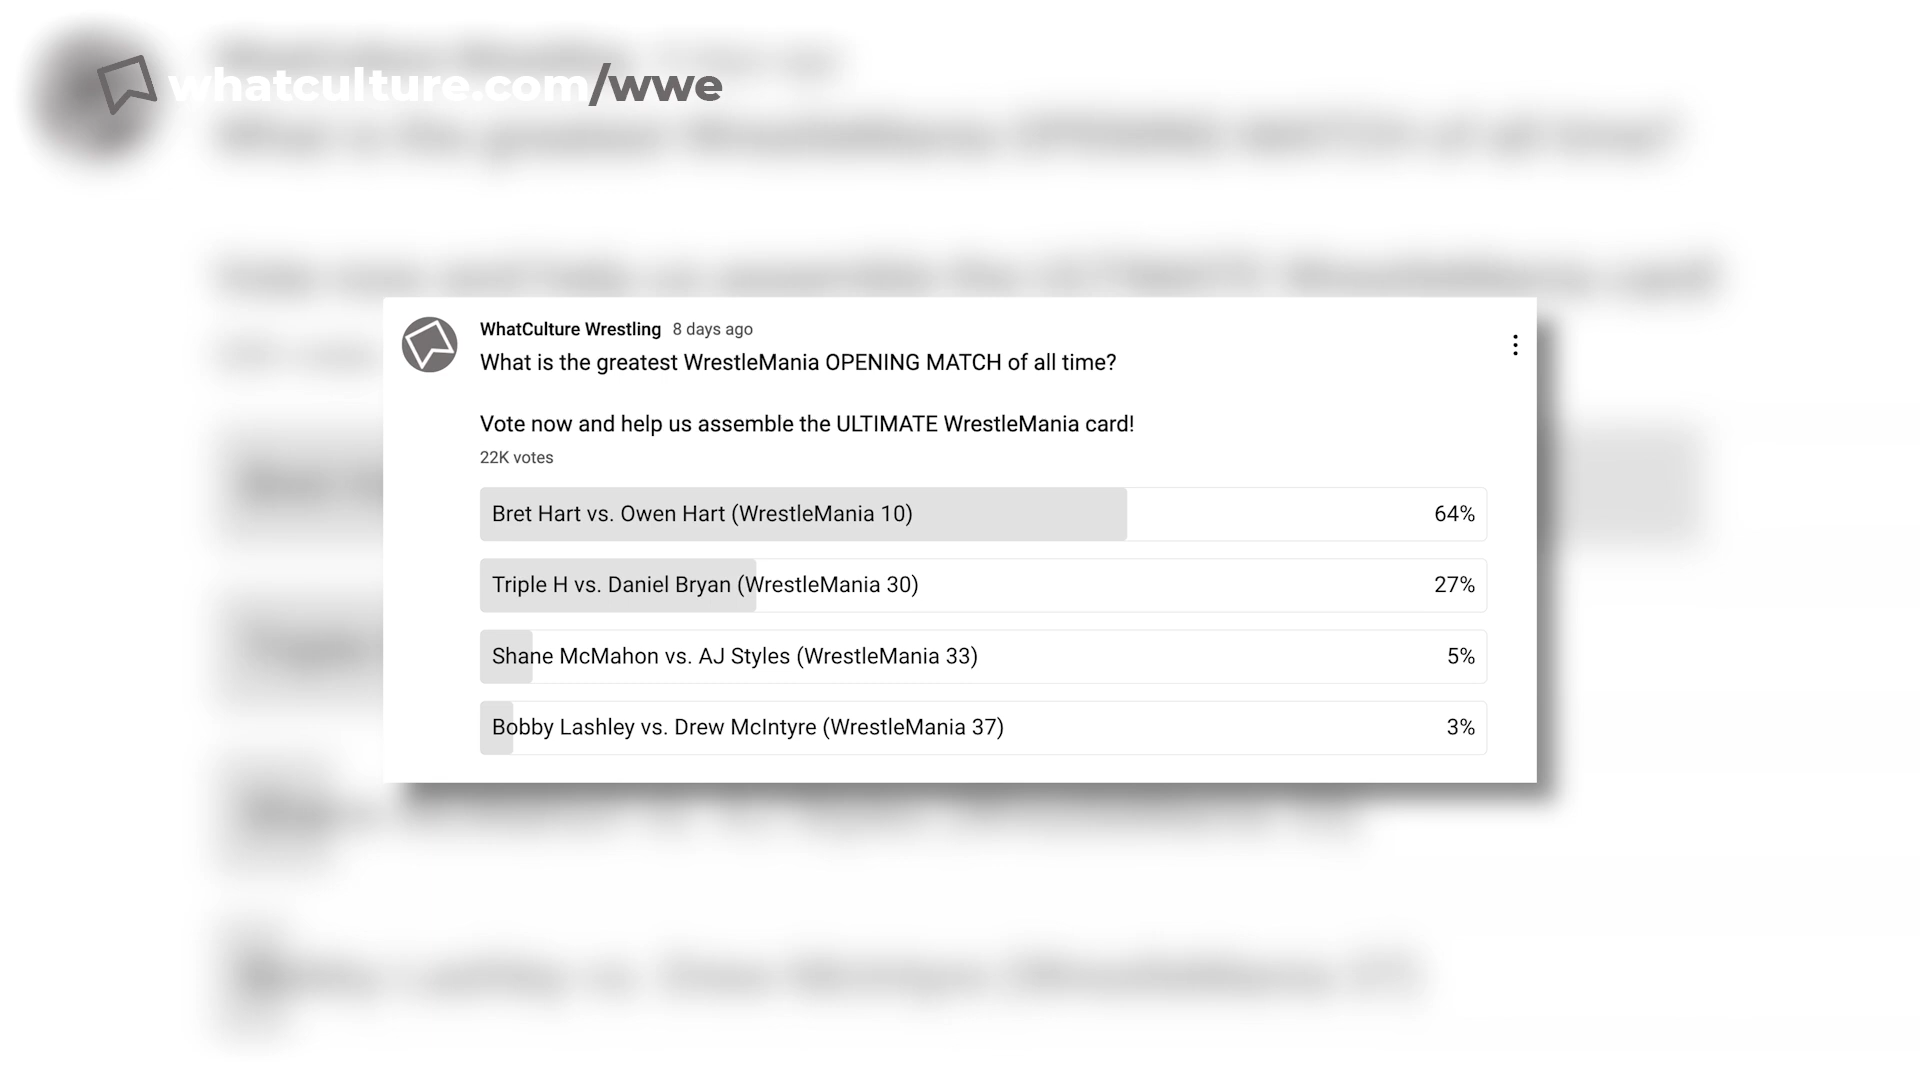 whatculture.com/wwe
WhatCulture Wrestling 8 days ago
What is the greatest WrestleMania OPENING MATCH of all time?
Vote now and help us assemble the ULTIMATE WrestleMania card!
22K votes
Bret Hart vs. Owen Hart (WrestleMania 10) 64%
Triple H vs. Daniel Bryan (WrestleMania 30) 27%
Shane McMahon vs. AJ Styles (WrestleMania 33) 5%
Bobby Lashley vs. Drew McIntyre (WrestleMania 37) 3%